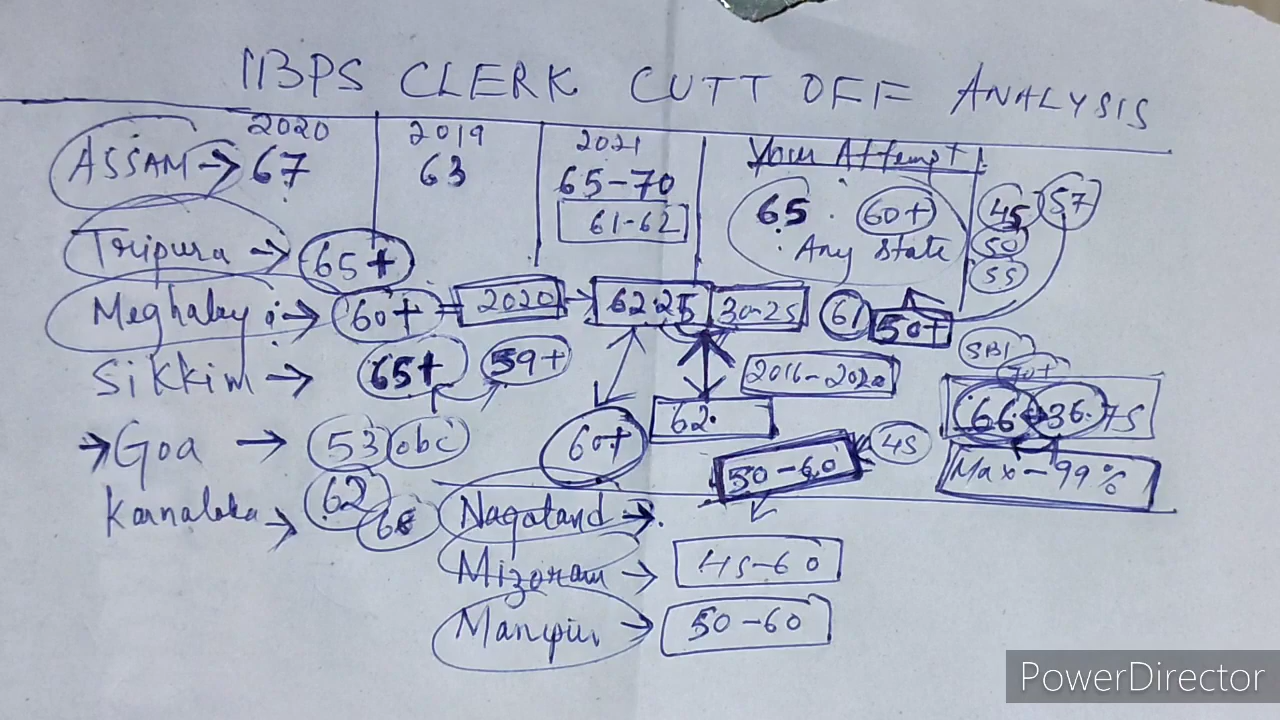 IBPS CLERK CUTT OFF ANALYSIS
2020 2019 2021 Your Attempt
ASSAM → 67 63 65-70 65 60+ 45 57
61-62 Any State 50
Tripura → 65+ 55
Meghalay → 60+ 2020 → 62.25 30-25 61 50+
SBI
Sikkim → 65+ 59+ 2016-2020 70+
62. 66 36.75
→ Goa → 53 obc 60+ 50-60 45
Max-99%
Karnataka → 62
Nagaland →
Mizoram → 45-60
Manipur → 50-60
PowerDirector